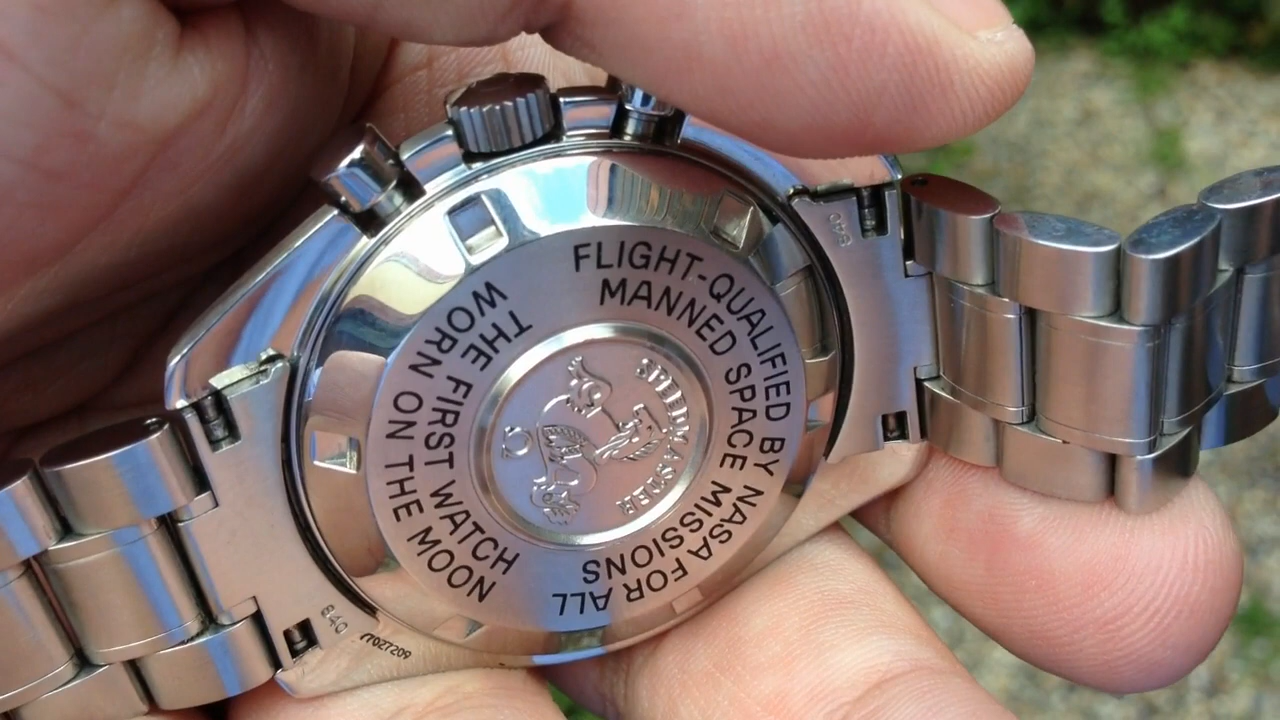 FLIGHT-QUALIFIED BY NASA FOR ALL
MANNED SPACE MISSIONS
THE FIRST WATCH
WORN ON THE MOON
SPEEDMASTER
Ω
840
840